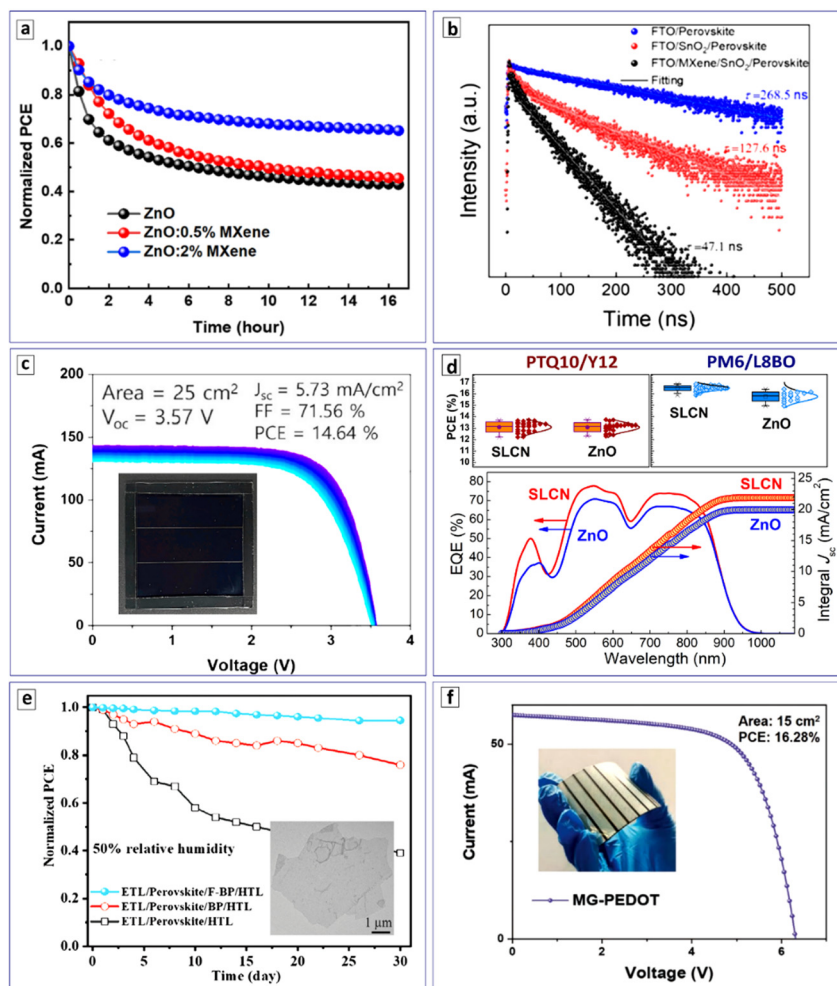 a
Normalized PCE
1.0
0.8
0.6
0.4
0.2
0.0
ZnO
ZnO:0.5% MXene
ZnO:2% MXene
0 2 4 6 8 10 12 14 16
Time (hour)
b
Intensity (a.u.)
FTO/Perovskite
FTO/SnO₂/Perovskite
FTO/MXene/SnO₂/Perovskite
Fitting
τ=268.5 ns
τ=127.6 ns
τ=47.1 ns
0 100 200 300 400 500
Time (ns)
c
Current (mA)
200
150
100
50
0
Area = 25 cm²
V_oc = 3.57 V
J_sc = 5.73 mA/cm²
FF = 71.56 %
PCE = 14.64 %
0 1 2 3 4
Voltage (V)
d
PTQ10/Y12
PM6/L8BO
PCE (%)
17
16
15
14
13
12
11
10
SLCN
ZnO
SLCN
ZnO
EQE (%)
80
70
60
50
40
30
20
10
0
SLCN
ZnO
SLCN
ZnO
25
20
15
10
5
0
Integral J_sc (mA/cm²)
300 400 500 600 700 800 900 1000
Wavelength (nm)
e
Normalized PCE
1.0
0.8
0.6
0.4
0.2
0.0
50% relative humidity
ETL/Perovskite/F-BP/HTL
ETL/Perovskite/BP/HTL
ETL/Perovskite/HTL
1 μm
0 5 10 15 20 25 30
Time (day)
f
Current (mA)
50
0
Area: 15 cm²
PCE: 16.28%
MG-PEDOT
0 2 4 5 6
Voltage (V)